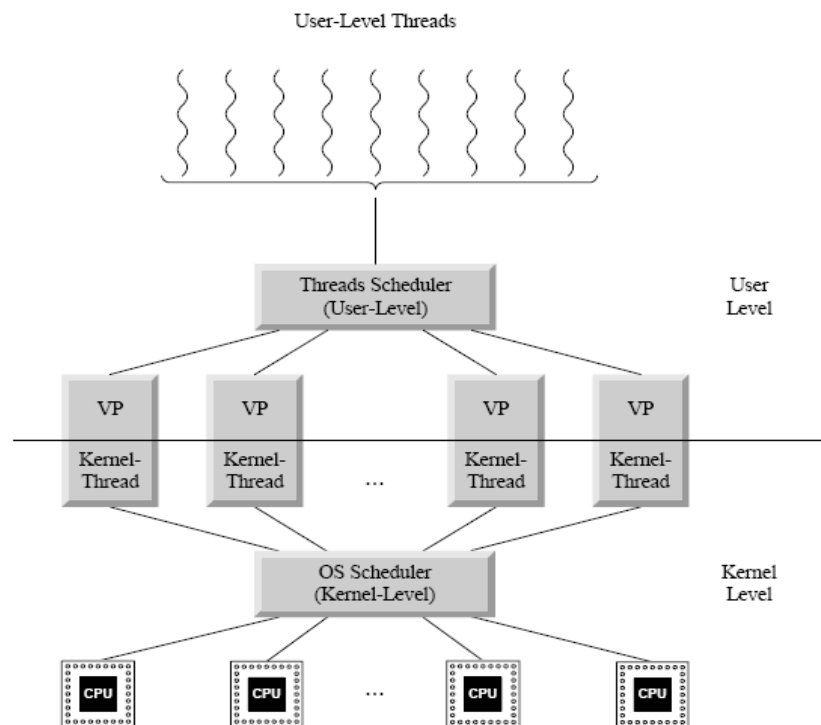 User-Level Threads
Threads Scheduler
(User-Level)
User
Level
VP
VP
VP
VP
Kernel-
Thread
Kernel-
Thread
...
Kernel-
Thread
Kernel-
Thread
OS Scheduler
(Kernel-Level)
Kernel
Level
CPU
CPU
...
CPU
CPU